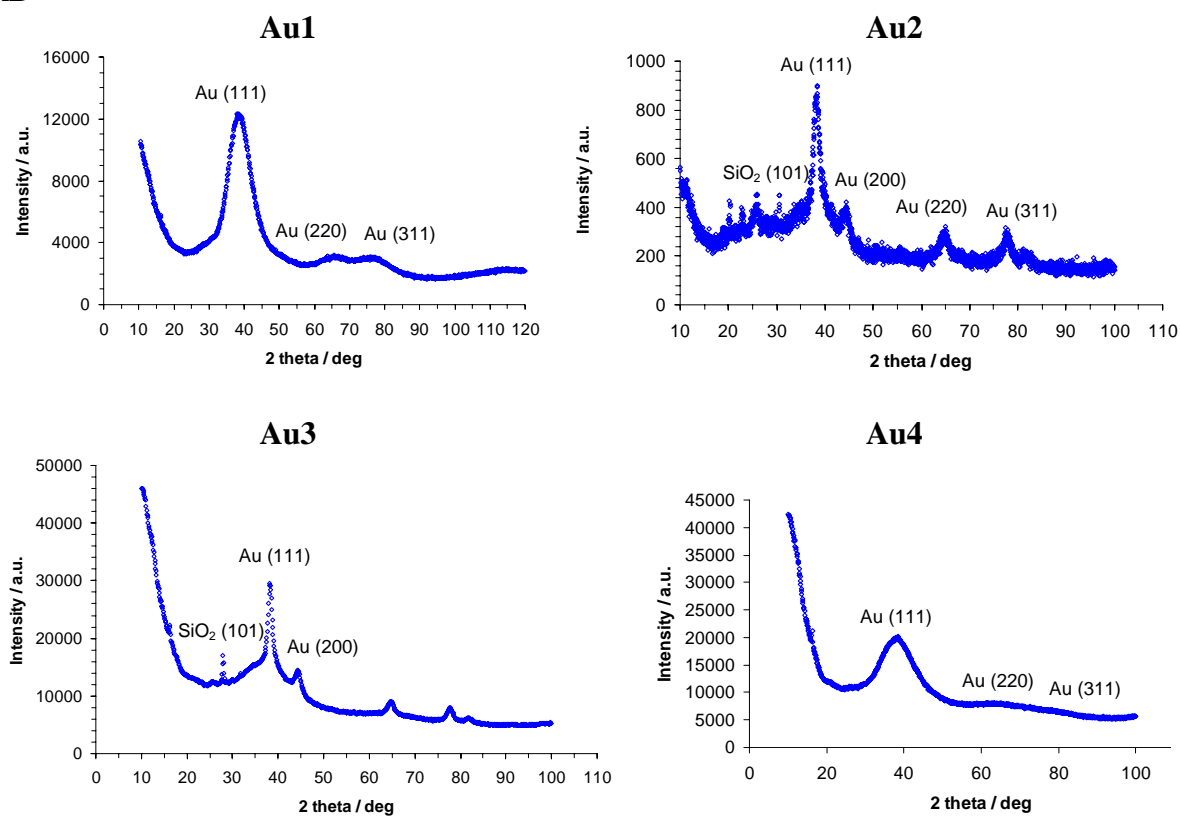 Au1
16000
12000
8000
4000
0
Intensity / a.u.
Au (111)
Au (220)
Au (311)
0 10 20 30 40 50 60 70 80 90 100 110 120
2 theta / deg
Au2
1000
800
600
400
200
0
Intensity / a.u.
Au (111)
SiO2 (101)
Au (200)
Au (220)
Au (311)
10 20 30 40 50 60 70 80 90 100 110
2 theta / deg
Au3
50000
40000
30000
20000
10000
0
Intensity / a.u.
Au (111)
SiO2 (101)
Au (200)
0 10 20 30 40 50 60 70 80 90 100 110
2 theta / deg
Au4
45000
40000
35000
30000
25000
20000
15000
10000
5000
0
Intensity / a.u.
Au (111)
Au (220)
Au (311)
0 20 40 60 80 100
2 theta / deg